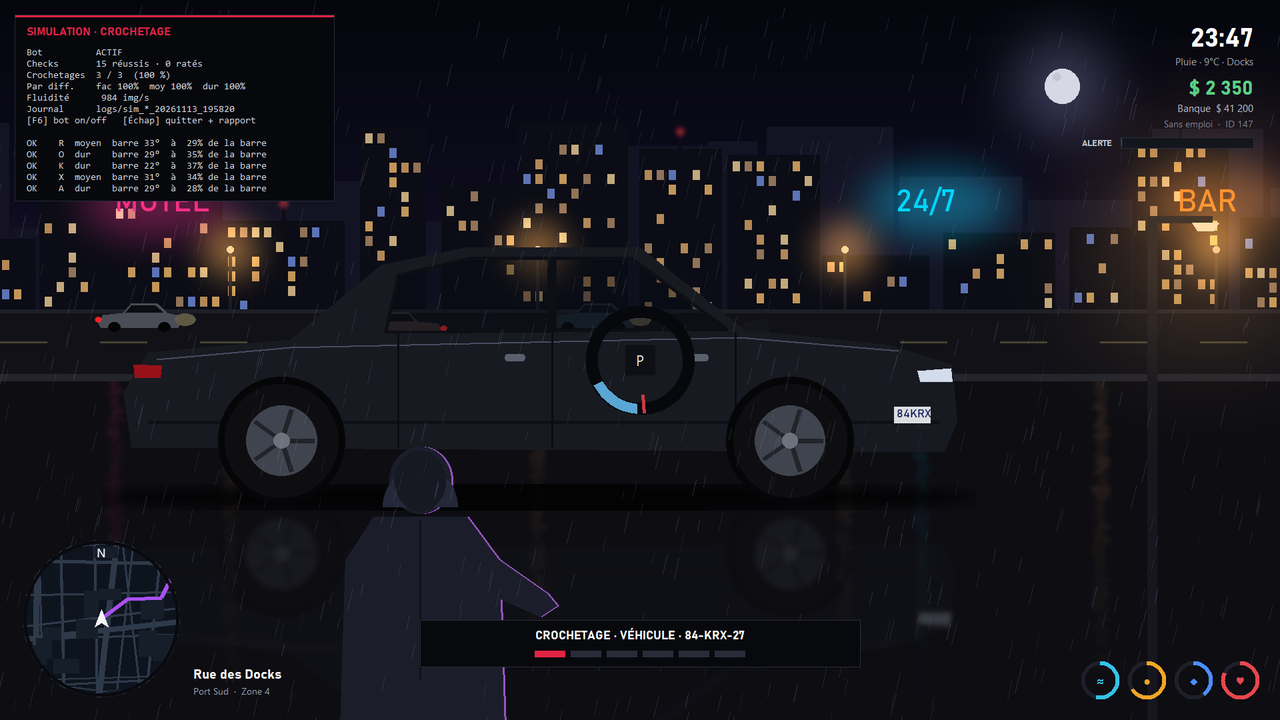 SIMULATION · CROCHETAGE
Bot ACTIF
Checks 15 réussis · 0 ratés
Crochetages 3 / 3 (100 %)
Par diff. fac 100% moy 100% dur 100%
Fluidité 984 img/s
Journal logs/sim_*_20261113_195820
[F6] bot on/off [Échap] quitter + rapport
OK R moyen barre 33° à 29% de la barre
OK O dur barre 29° à 35% de la barre
OK K dur barre 22° à 37% de la barre
OK X moyen barre 31° à 34% de la barre
OK A dur barre 29° à 28% de la barre
23:47
Pluie · 9°C · Docks
$ 2 350
Banque $ 41 200
Sans emploi · ID 147
ALERTE
MOTEL
24/7
BAR
P
84KRX
N
CROCHETAGE · VÉHICULE · 84-KRX-27
Rue des Docks
Port Sud · Zone 4